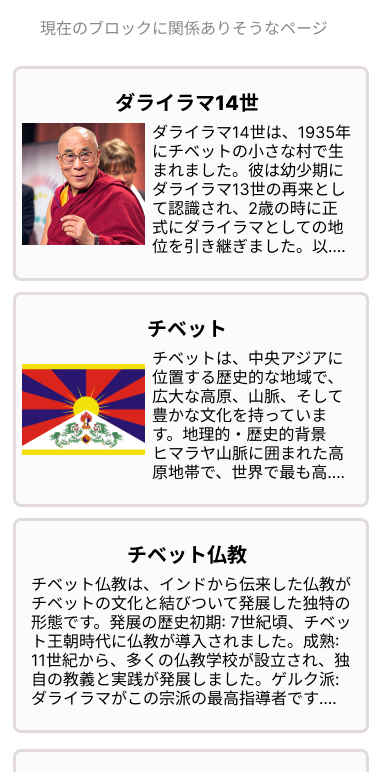 現在のブロックに関係ありそうなページ
ダライラマ14世
ダライラマ14世は、1935年
にチベットの小さな村で生
まれました。彼は幼少期に
ダライラマ13世の再来とし
て認識され、2歳の時に正
式にダライラマとしての地
位を引き継ぎました。以....
チベット
チベットは、中央アジアに
位置する歴史的な地域で、
広大な高原、山脈、そして
豊かな文化を持っていま
す。地理的・歴史的背景
ヒマラヤ山脈に囲まれた高
原地帯で、世界で最も高....
チベット仏教
チベット仏教は、インドから伝来した仏教が
チベットの文化と結びついて発展した独特の
形態です。発展の歴史初期: 7世紀頃、チベッ
ト王朝時代に仏教が導入されました。成熟:
11世紀から、多くの仏教学校が設立され、独
自の教義と実践が発展しました。ゲルク派:
ダライラマがこの宗派の最高指導者です....